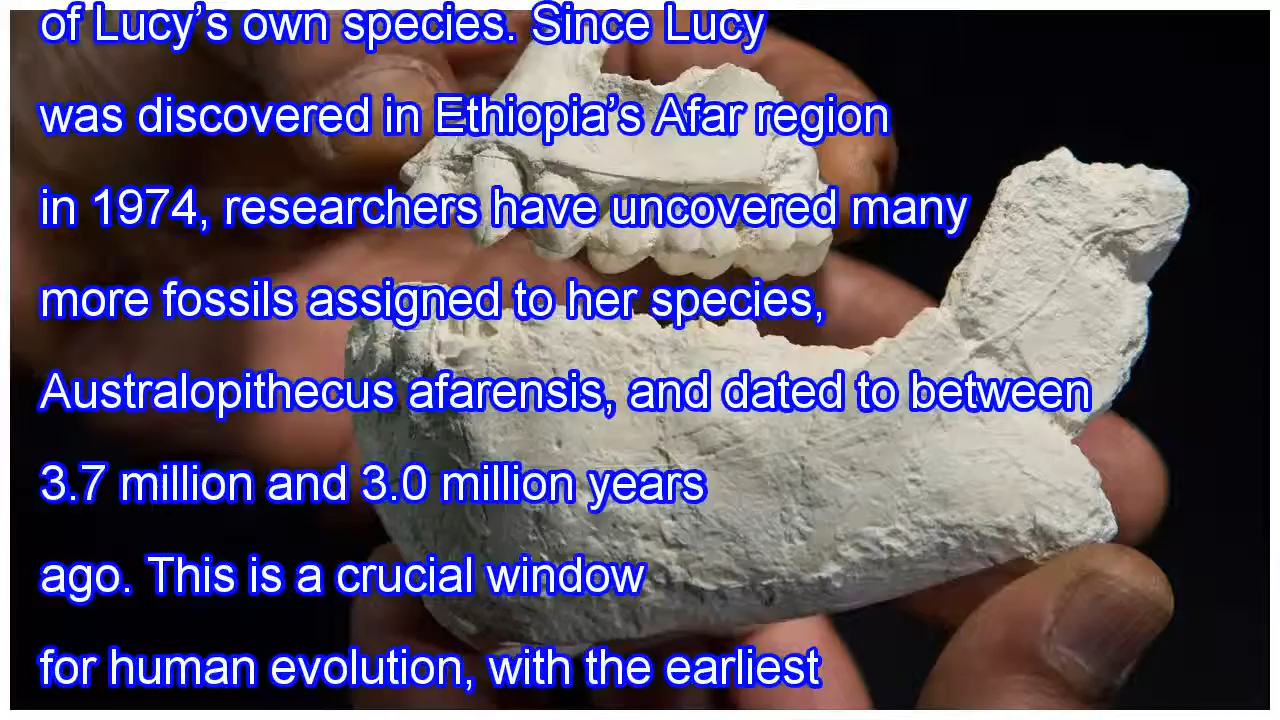 of Lucy’s own species. Since Lucy
was discovered in Ethiopia’s Afar region
in 1974, researchers have uncovered many
more fossils assigned to her species,
Australopithecus afarensis, and dated to between
3.7 million and 3.0 million years
ago. This is a crucial window
for human evolution, with the earliest